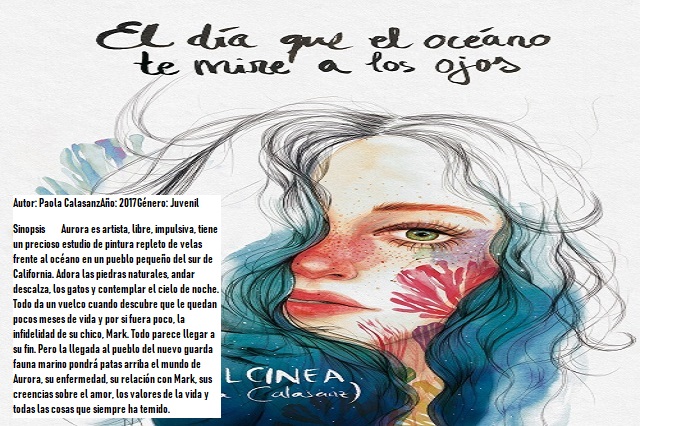 El día que el océano
te mire a los ojos
Autor: Paola CalasanzAño: 2017Género: Juvenil
Sinopsis Aurora es artista, libre, impulsiva, tiene
un precioso estudio de pintura repleto de velas
frente al océano en un pueblo pequeño del sur de
California. Adora las piedras naturales, andar
descalza, los gatos y contemplar el cielo de noche.
Todo da un vuelco cuando descubre que le quedan
pocos meses de vida y por si fuera poco, la
infidelidad de su chico, Mark. Todo parece llegar a
su fin. Pero la llegada al pueblo del nuevo guarda
fauna marino pondrá patas arriba el mundo de
Aurora, su enfermedad, su relación con Mark, sus
creencias sobre el amor, los valores de la vida y
todas las cosas que siempre ha temido.
LCINEA
a Calasanz)